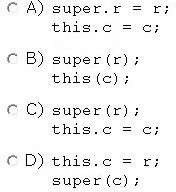 A) super.r = r;
this.c = c;
B) super(r);
this(c);
C) super(r);
this.c = c;
D) this.c = r;
super(c);